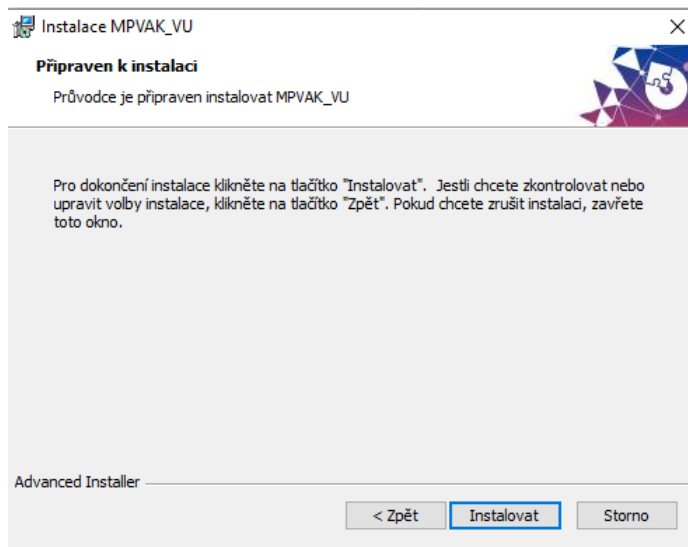 Instalace MPVAK_VU
Připraven k instalaci
Průvodce je připraven instalovat MPVAK_VU
Pro dokončení instalace klikněte na tlačítko "Instalovat". Jestli chcete zkontrolovat nebo
upravit volby instalace, klikněte na tlačítko "Zpět". Pokud chcete zrušit instalaci, zavřete
toto okno.
Advanced Installer
< Zpět
Instalovat
Storno